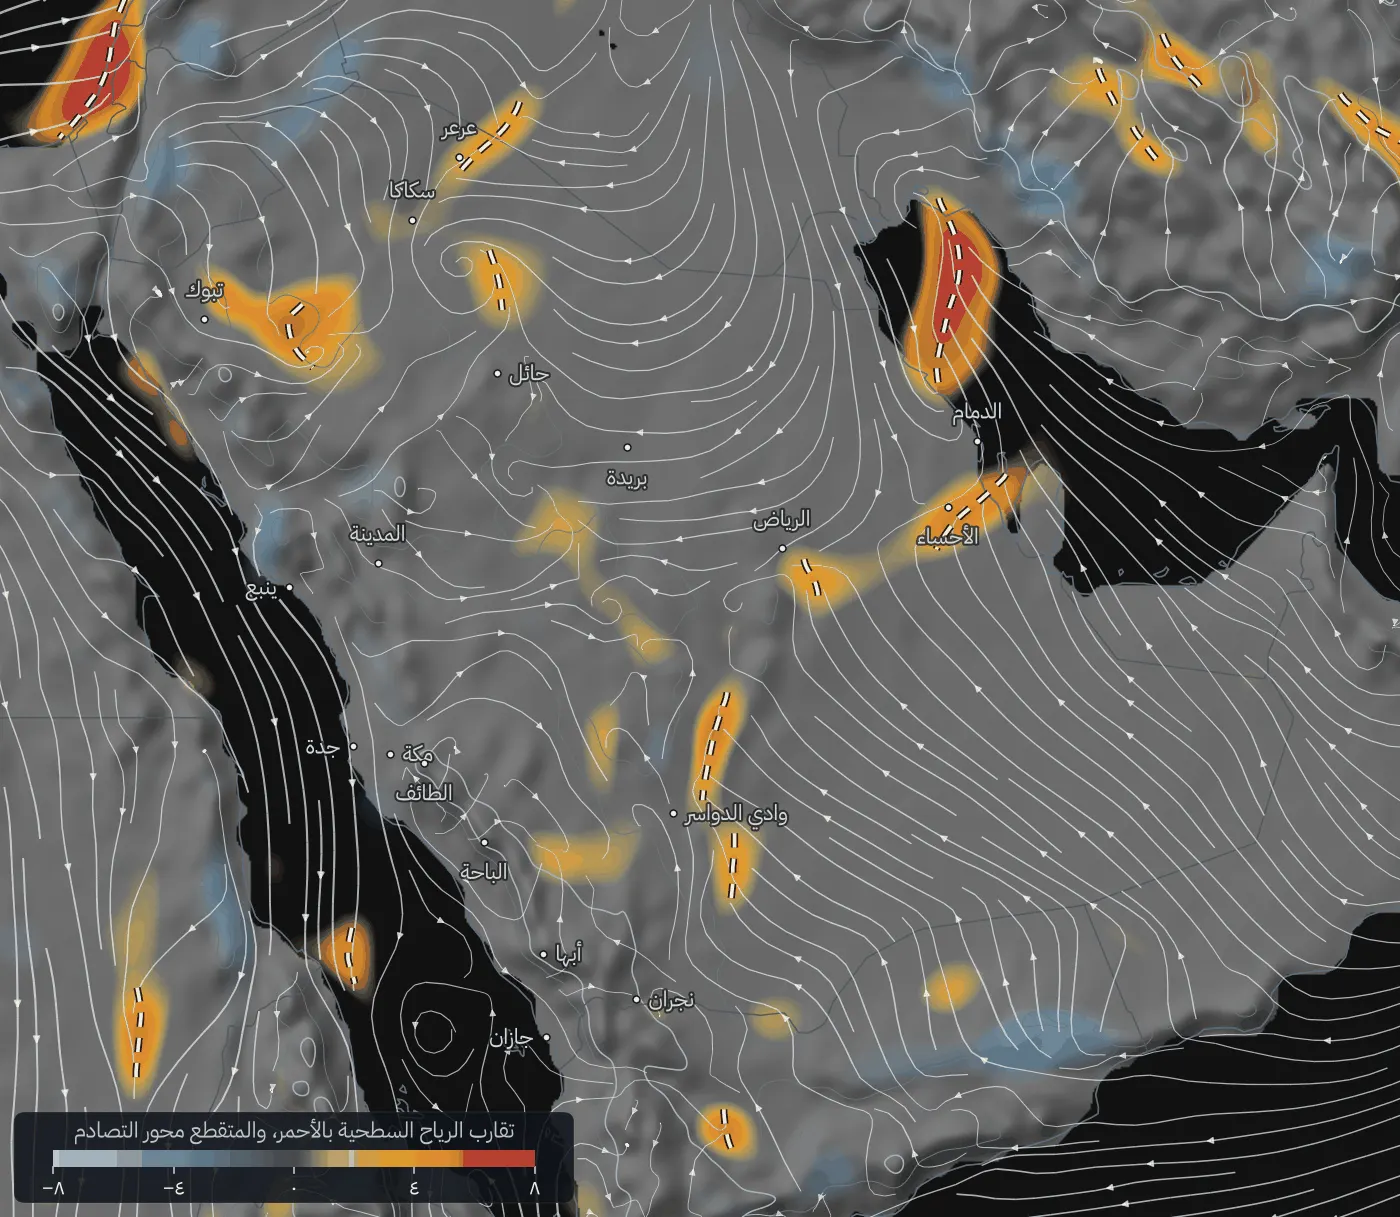 عرعر
سكاكا
تبوك
حائل
الدمام
بريدة
الرياض
الأحساء
المدينة
ينبع
جدة
مكة
الطائف
وادي الدواسر
الباحة
أبها
نجران
جازان
تقارب الرياح السطحية بالأحمر، والمتقطع محور التصادم
−٨ −٤ ٠ ٤ ٨